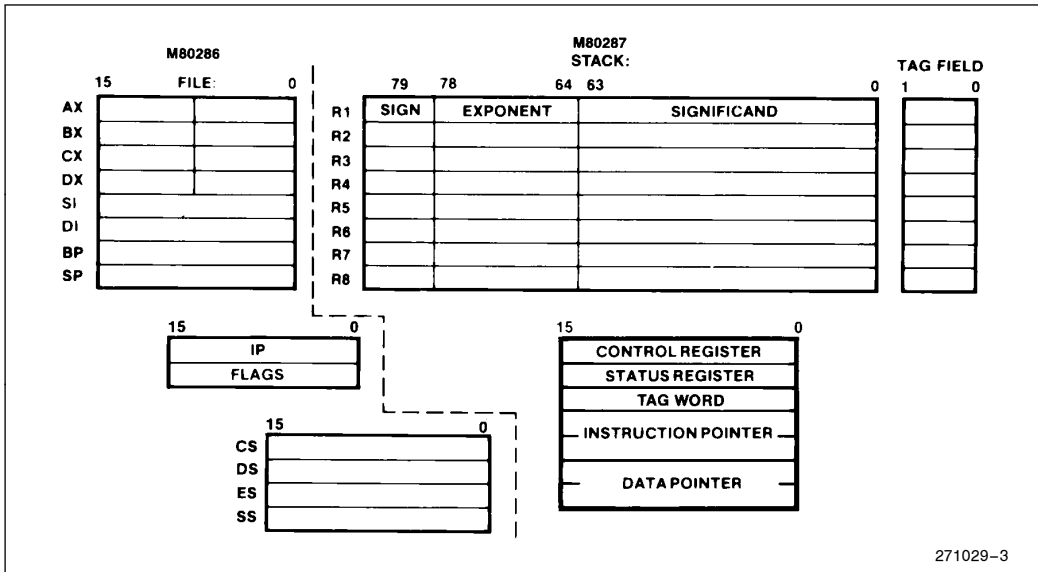 M80286
15 FILE: 0
AX
BX
CX
DX
SI
DI
BP
SP
M80287
STACK:
79 78 64 63 0
R1 SIGN EXPONENT SIGNIFICAND
R2
R3
R4
R5
R6
R7
R8
TAG FIELD
1 0
15 0
IP
FLAGS
15 0
CS
DS
ES
SS
15 0
CONTROL REGISTER
STATUS REGISTER
TAG WORD
INSTRUCTION POINTER
DATA POINTER
271029-3